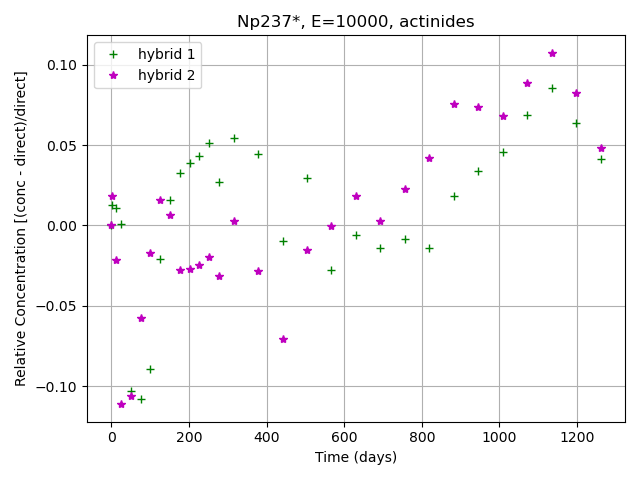 Np237*, E=10000, actinides
hybrid 1
hybrid 2
Relative Concentration [(conc - direct)/direct]
0.10
0.05
0.00
−0.05
−0.10
0 200 400 600 800 1000 1200
Time (days)